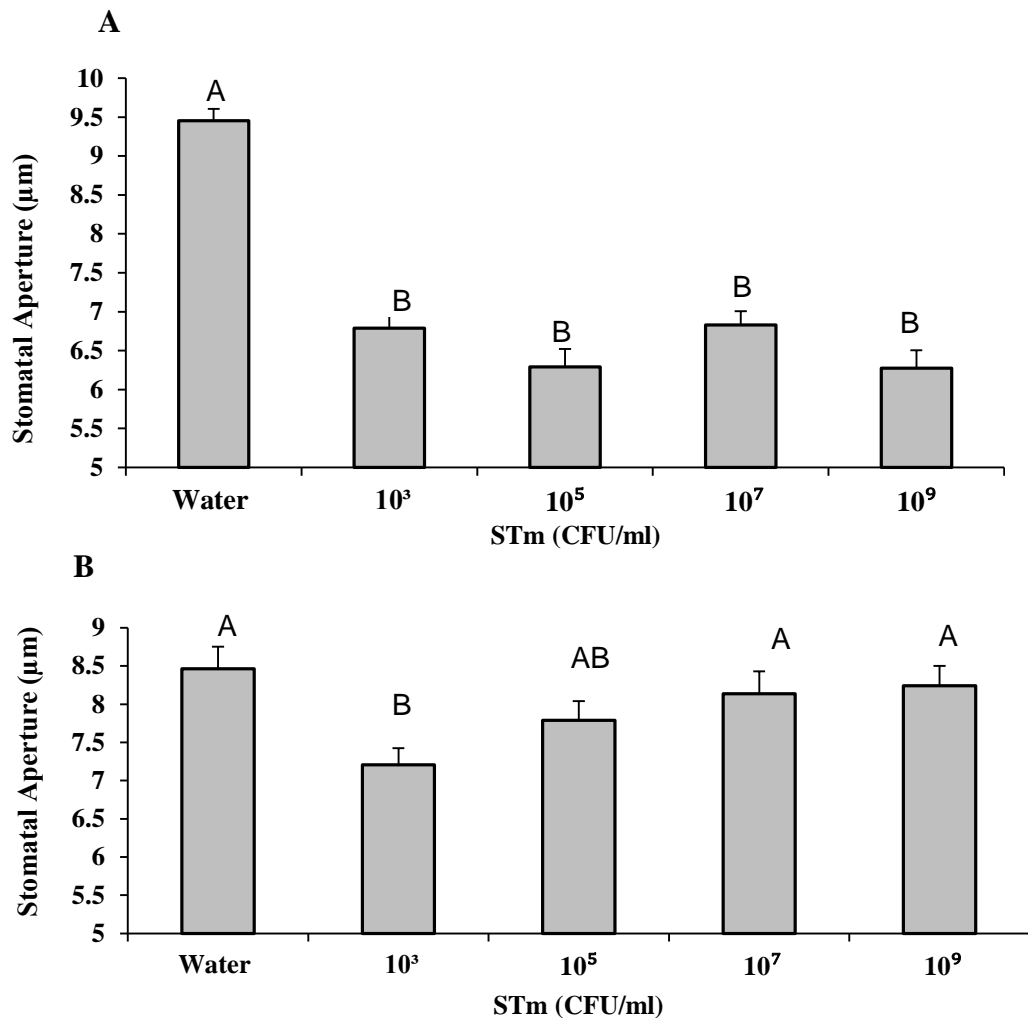 A
Stomatal Aperture (µm)
10
9.5
9
8.5
8
7.5
7
6.5
6
5.5
5
A
B
B
B
B
Water
10³
10⁵
10⁷
10⁹
STm (CFU/ml)
B
Stomatal Aperture (µm)
9
8.5
8
7.5
7
6.5
6
5.5
5
A
B
AB
A
A
Water
10³
10⁵
10⁷
10⁹
STm (CFU/ml)